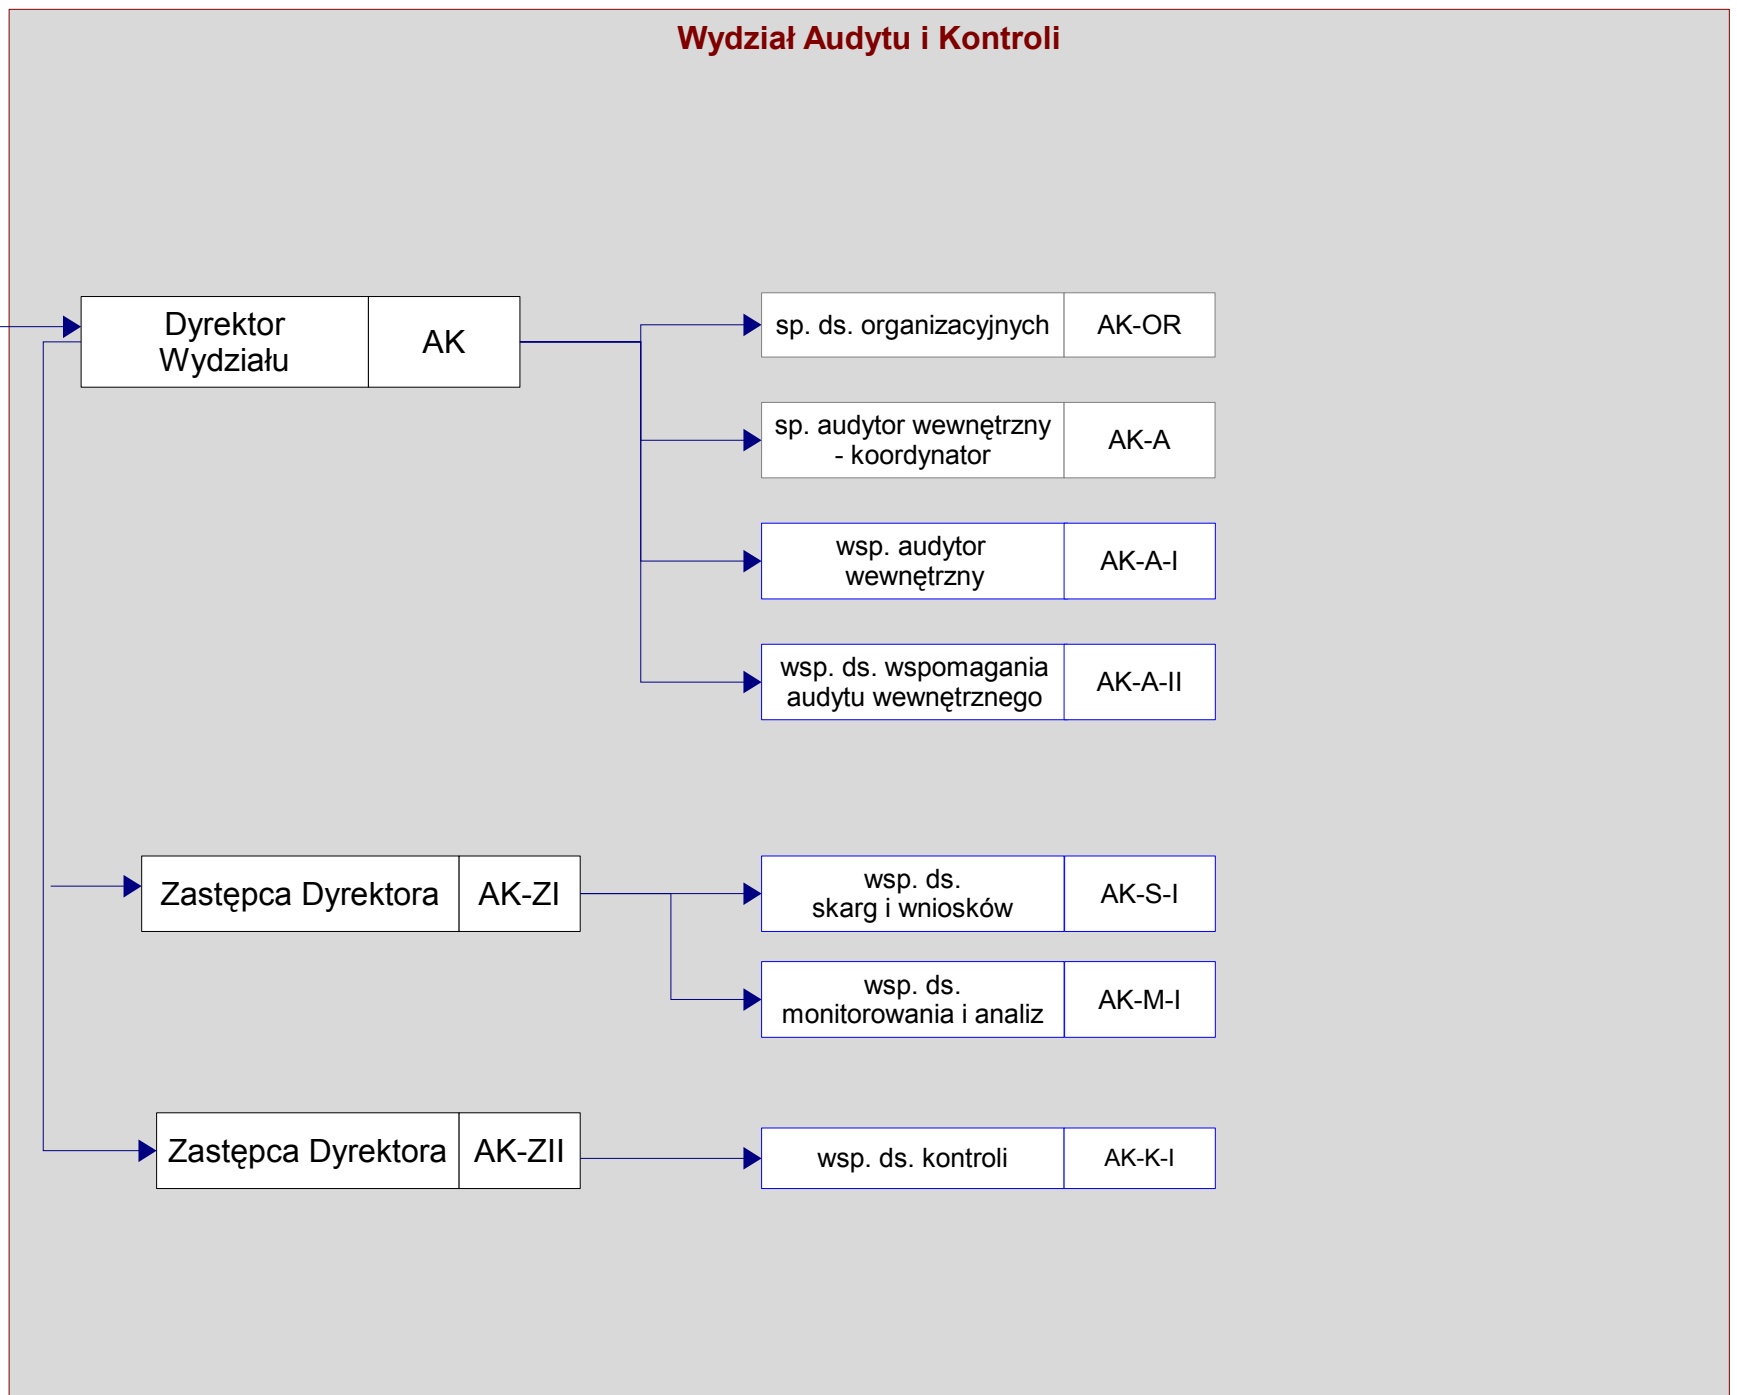 Wydział Audytu i Kontroli
Dyrektor
Wydziału
AK
sp. ds. organizacyjnych
AK-OR
sp. audytor wewnętrzny
- koordynator
AK-A
wsp. audytor
wewnętrzny
AK-A-I
wsp. ds. wspomagania
audytu wewnętrznego
AK-A-II
Zastępca Dyrektora
AK-ZI
wsp. ds.
skarg i wniosków
AK-S-I
wsp. ds.
monitorowania i analiz
AK-M-I
Zastępca Dyrektora
AK-ZII
wsp. ds. kontroli
AK-K-I